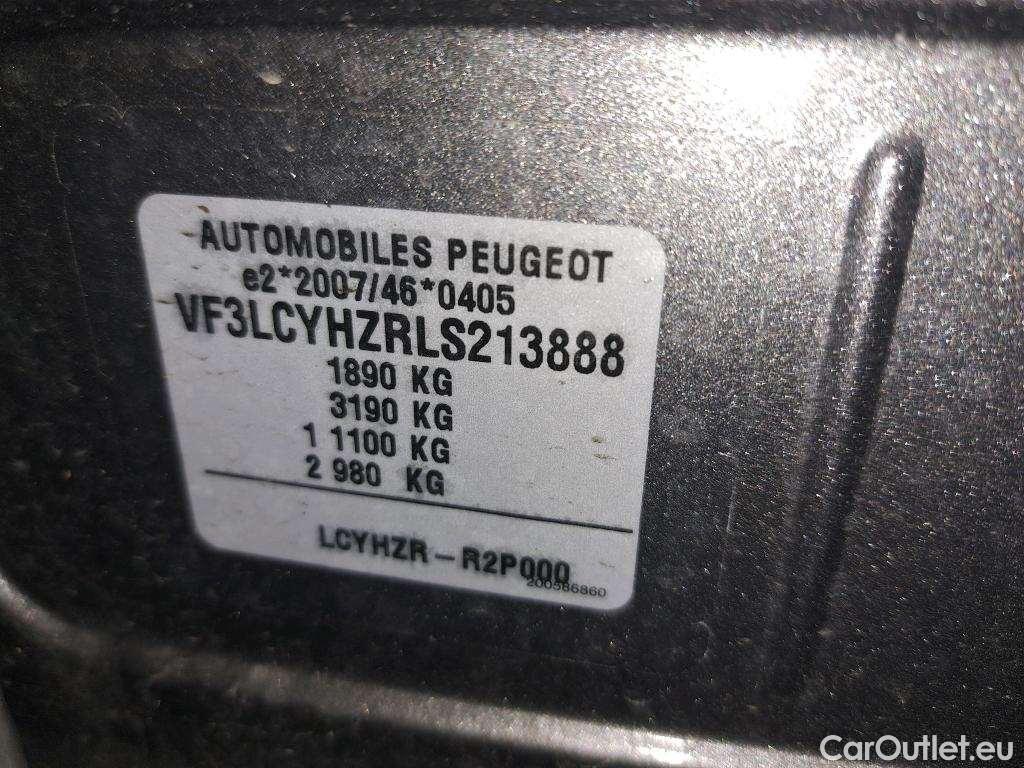 AUTOMOBILES PEUGEOT
e2*2007/46*0405
VF3LCYHZRLS213888
1890 KG
3190 KG
1 1100 KG
2 980 KG
LCYHZR – R2P000
200586860
CarOutlet.eu